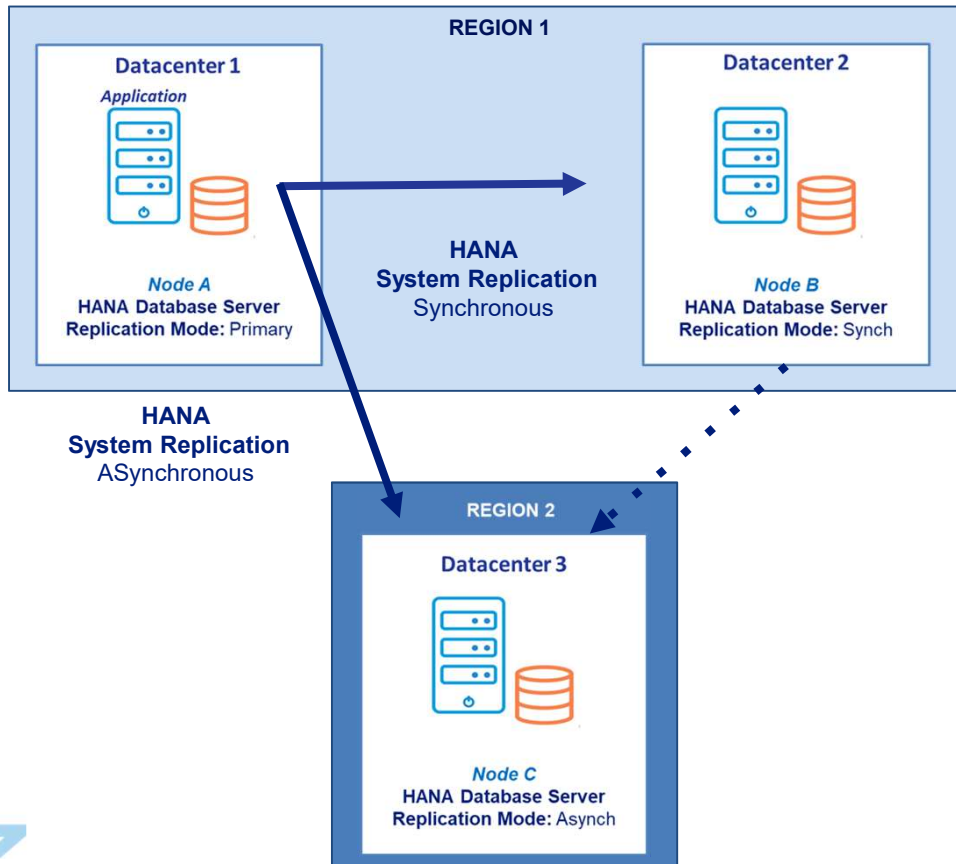 REGION 1
Datacenter 1
Application
Node A
HANA Database Server
Replication Mode: Primary
HANA
System Replication
Synchronous
Datacenter 2
Node B
HANA Database Server
Replication Mode: Synch
HANA
System Replication
ASynchronous
REGION 2
Datacenter 3
Node C
HANA Database Server
Replication Mode: Asynch